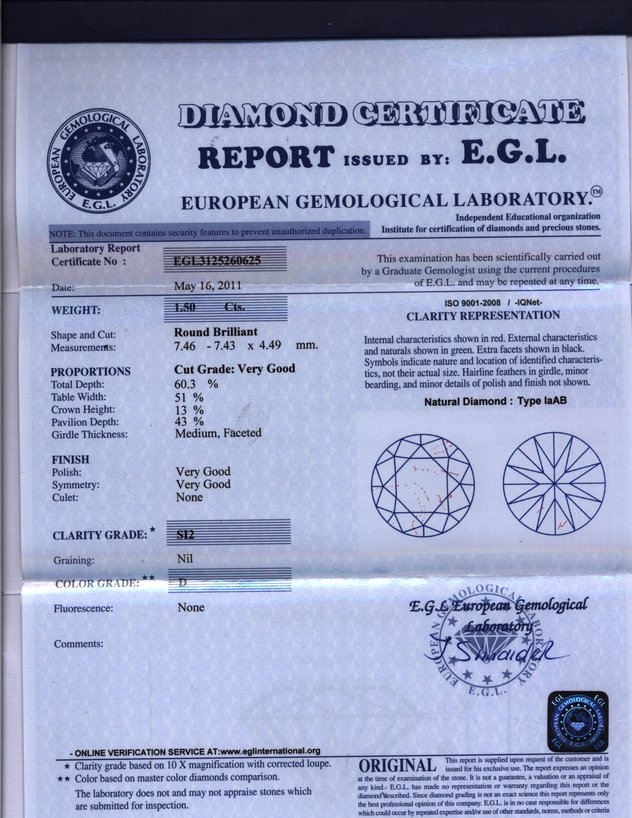 DIAMOND CERTIFICATE
REPORT ISSUED BY: E.G.L.
EUROPEAN GEMOLOGICAL LABORATORY.™
EUROPEAN GEMOLOGICAL LABORATORY
E.G.L.
Independent Educational organization
Institute for certification of diamonds and precious stones.
NOTE: This document contains security features to prevent unauthorized duplication.
Laboratory Report
Certificate No : EGL3125260625
Date: May 16, 2011
WEIGHT: 1.50 Cts.
Shape and Cut: Round Brilliant
Measurements: 7.46 - 7.43 x 4.49 mm.
PROPORTIONS Cut Grade: Very Good
Total Depth: 60.3 %
Table Width: 51 %
Crown Height: 13 %
Pavilion Depth: 43 %
Girdle Thickness: Medium, Faceted
FINISH
Polish: Very Good
Symmetry: Very Good
Culet: None
CLARITY GRADE: * SI2
Graining: Nil
COLOR GRADE: ** D
Fluorescence: None
Comments:
This examination has been scientifically carried out
by a Graduate Gemologist using the current procedures
of E.G.L. and may be repeated at any time.
ISO 9001-2008 / -IQNet-
CLARITY REPRESENTATION
Internal characteristics shown in red. External characteristics
and naturals shown in green. Extra facets shown in black.
Symbols indicate nature and location of identified characteris-
tics, not their actual size. Hairline feathers in girdle, minor
bearding, and minor details of polish and finish not shown.
Natural Diamond : Type IaAB
E.G.L European Gemological
Laboratory
EUROPEAN GEMOLOGICAL LABORATORY
E.G.L.
EGL EGL
EUROPEAN GEMOLOGICAL LABORATORY
E.G.L.
- ONLINE VERIFICATION SERVICE AT:www.eglinternational.org
* Clarity grade based on 10 X magnification with corrected loupe.
** Color based on master color diamonds comparison.
The laboratory does not and may not appraise stones which
are submitted for inspection.
ORIGINAL This report is supplied upon request of the customer and is
issued for his exclusive use. The report expresses an opinion
at the time of examination of the stone. It is not a guarantee, a valuation or an appraisal of
any kind.- E.G.L. has made no representation or warranty regarding this report or the
diamond described. Since diamond grading is not an exact science this report represents only
the best professional opinion of this company. E.G.L. is in no case responsible for differences
which could occur by repeated expertise and/or use of other standards, norms, methods or criteria